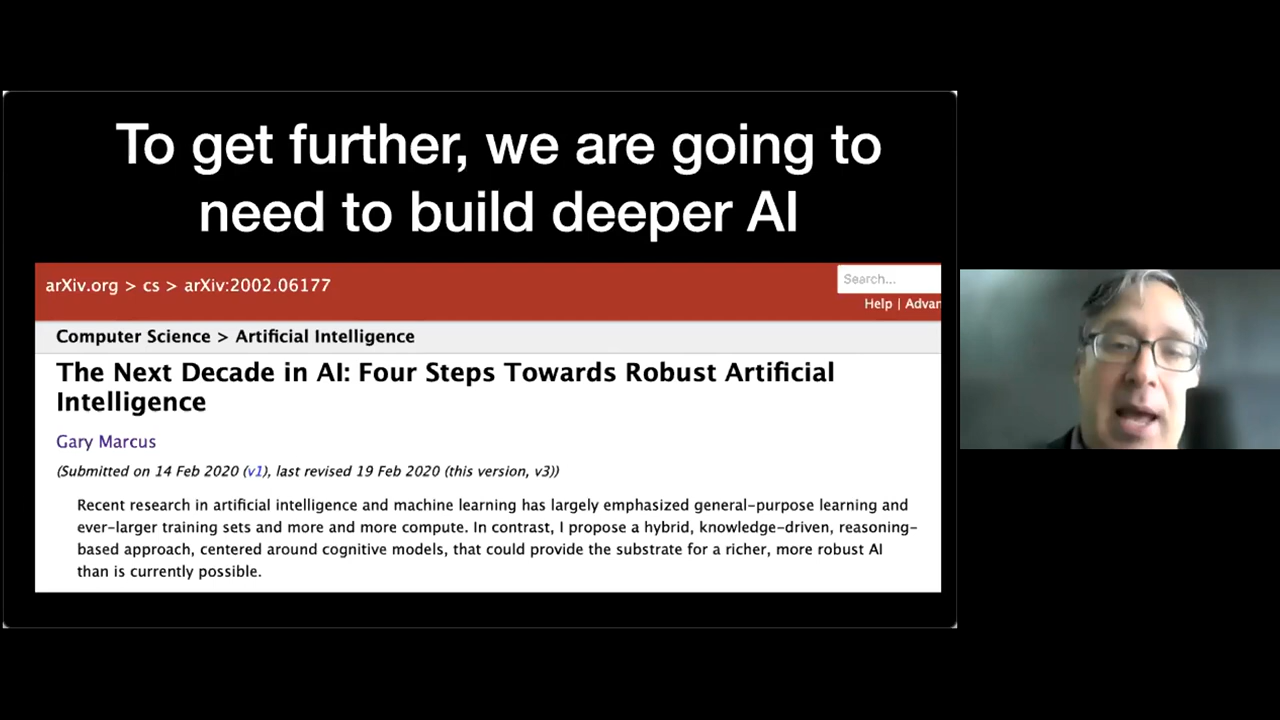 To get further, we are going to
need to build deeper AI
arXiv.org > cs > arXiv:2002.06177
Search...
Help | Advan
Computer Science > Artificial Intelligence
The Next Decade in AI: Four Steps Towards Robust Artificial
Intelligence
Gary Marcus
(Submitted on 14 Feb 2020 (v1), last revised 19 Feb 2020 (this version, v3))
Recent research in artificial intelligence and machine learning has largely emphasized general-purpose learning and
ever-larger training sets and more and more compute. In contrast, I propose a hybrid, knowledge-driven, reasoning-
based approach, centered around cognitive models, that could provide the substrate for a richer, more robust AI
than is currently possible.